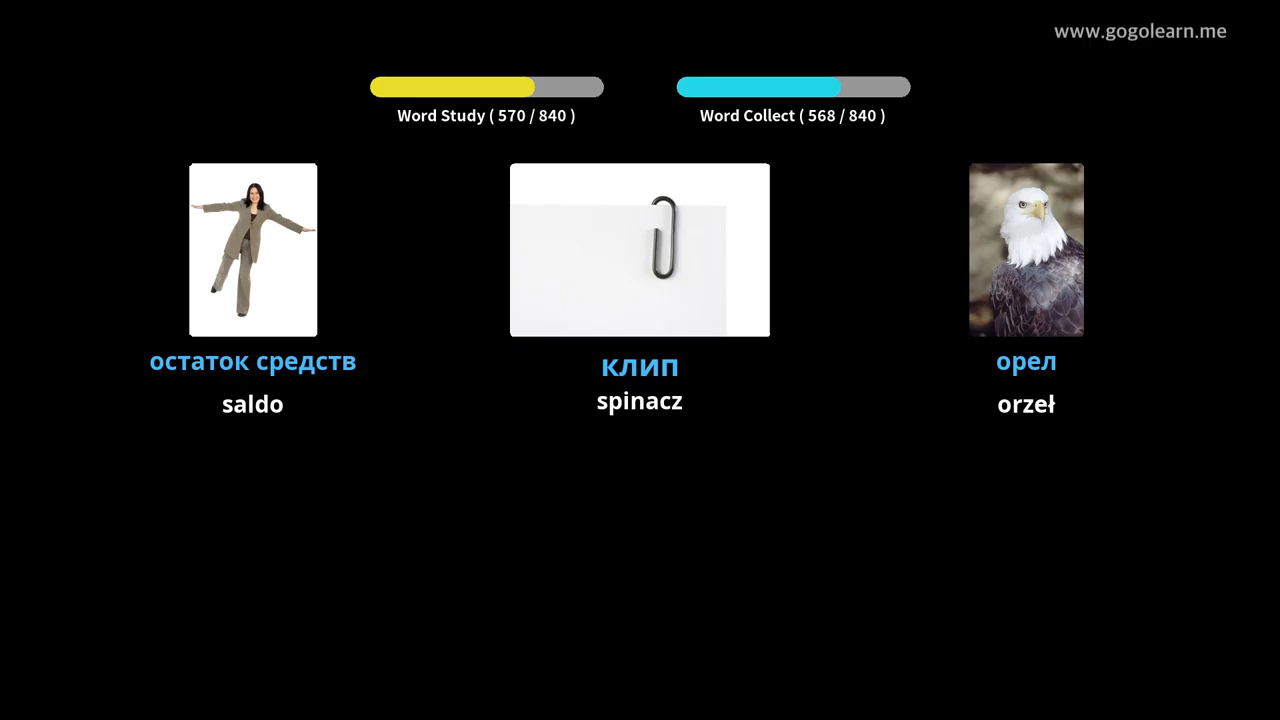 www.gogolearn.me
Word Study ( 570 / 840 )
Word Collect ( 568 / 840 )
остаток средств
saldo
клип
spinacz
орел
orzeł